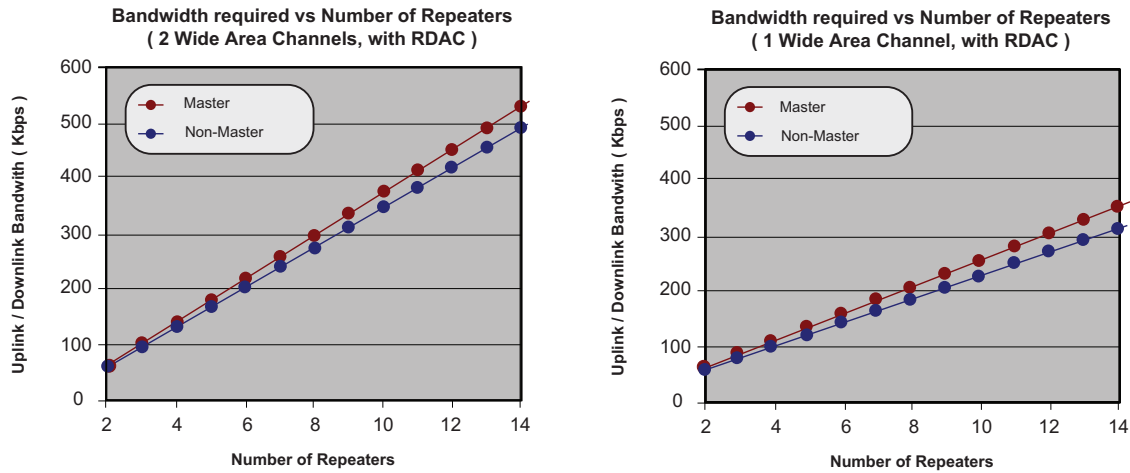 Bandwidth required vs Number of Repeaters
( 2 Wide Area Channels, with RDAC )
Uplink / Downlink Bandwith ( Kbps )
600
500
400
300
200
100
0
Master
Non-Master
2 4 6 8 10 12 14
Number of Repeaters
Bandwidth required vs Number of Repeaters
( 1 Wide Area Channel, with RDAC )
Uplink / Downlink Bandwith ( Kbps )
600
500
400
300
200
100
0
Master
Non-Master
2 4 6 8 10 12 14
Number of Repeaters